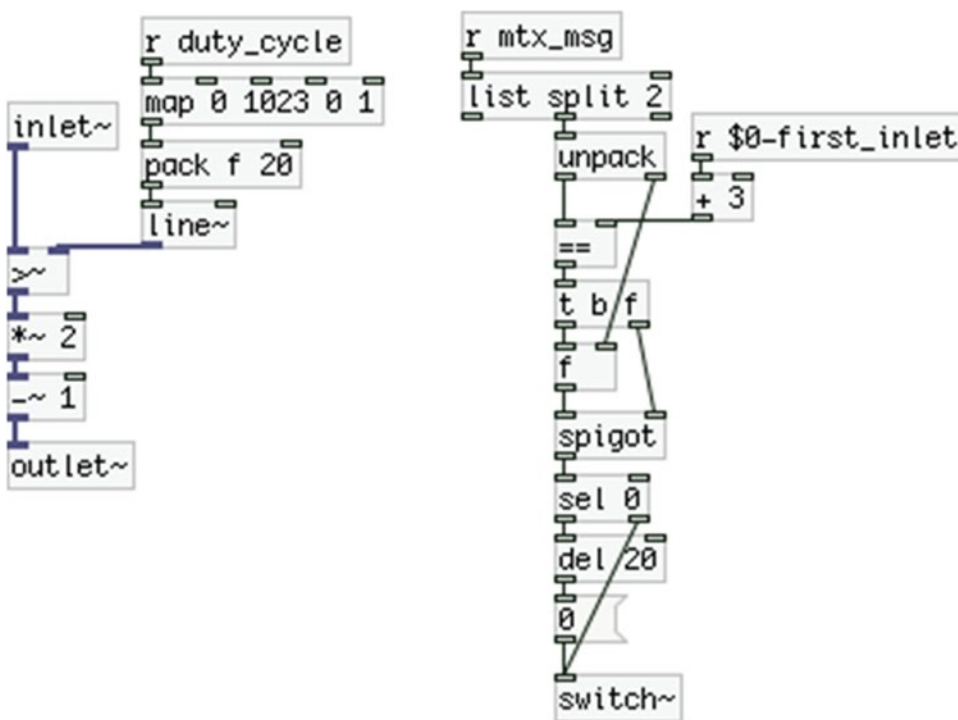 r duty_cycle
map 0 1023 0 1
pack f 20
line~
inlet~
>~
*~ 2
-~ 1
outlet~
r mtx_msg
list split 2
unpack
r $0-first_inlet
+ 3
==
t b f
f
spigot
sel 0
del 20
0
switch~